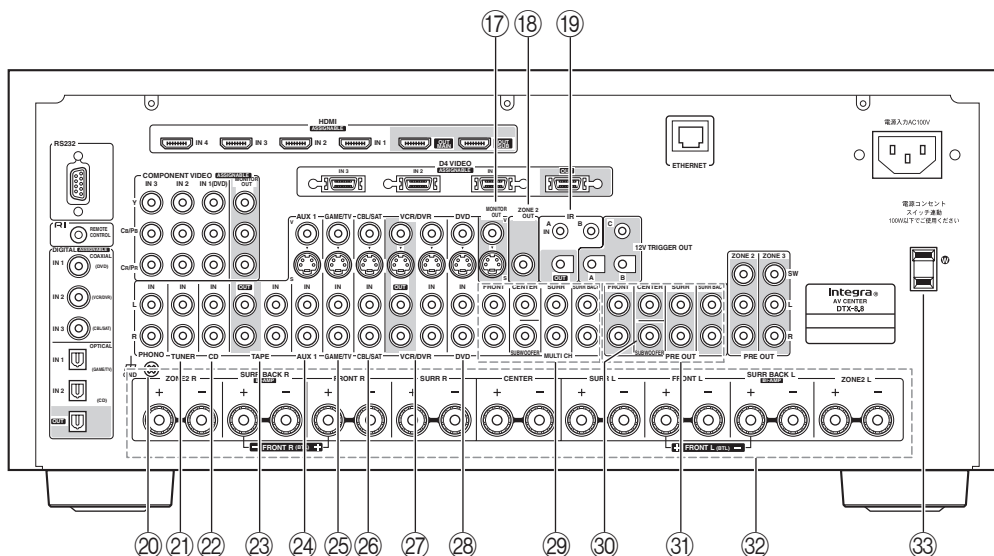 ⑰ ⑱ ⑲
RS232
HDMI
ASSIGNABLE
IN 4 IN 3 IN 2 IN 1 OUT MAIN OUT SUB
D4 VIDEO
IN 3 IN 2 ASSIGNABLE IN OUT
ETHERNET
電源入力AC100V
電源コンセント
スイッチ連動
100W以下でご使用ください
COMPONENT VIDEO ASSIGNABLE
IN 3 IN 2 IN 1(DVD) MONITOR OUT
Y
CB/PB
CR/PR
RI REMOTE CONTROL
AUX 1 GAME/TV CBL/SAT VCR/DVR DVD MONITOR OUT ZONE 2 OUT
V V
S S
IR
A IN B C
OUT A B
12V TRIGGER OUT
DIGITAL ASSIGNABLE
COAXIAL
IN 1 (DVD)
IN 2 (VCR/DVR)
IN 3 (CBL/SAT)
OPTICAL
IN 1 (GAME/TV)
IN 2 (CD)
OUT
IN IN IN OUT IN IN IN IN OUT IN IN
L
R
FRONT CENTER SURR SURR BACK FRONT CENTER SURR SURR BACK
SUBWOOFER SUBWOOFER
ZONE 2 ZONE 3
SW
L
R
Integra®
AV CENTER
DTX-8.8
GND PHONO TUNER CD TAPE AUX 1 GAME/TV CBL/SAT VCR/DVR DVD MULTI CH PRE OUT PRE OUT
ZONE2 R SURR BACK R FRONT R SURR R CENTER SURR L FRONT L SURR BACK L ZONE2 L
BI-AMP BI-AMP
+ − + − + − + − + − + − + − + − + −
− FRONT R (BTL) + + FRONT L (BTL) −
⑳ ㉑ ㉒ ㉓ ㉔ ㉕ ㉖ ㉗ ㉘ ㉙ ㉚ ㉛ ㉜ ㉝